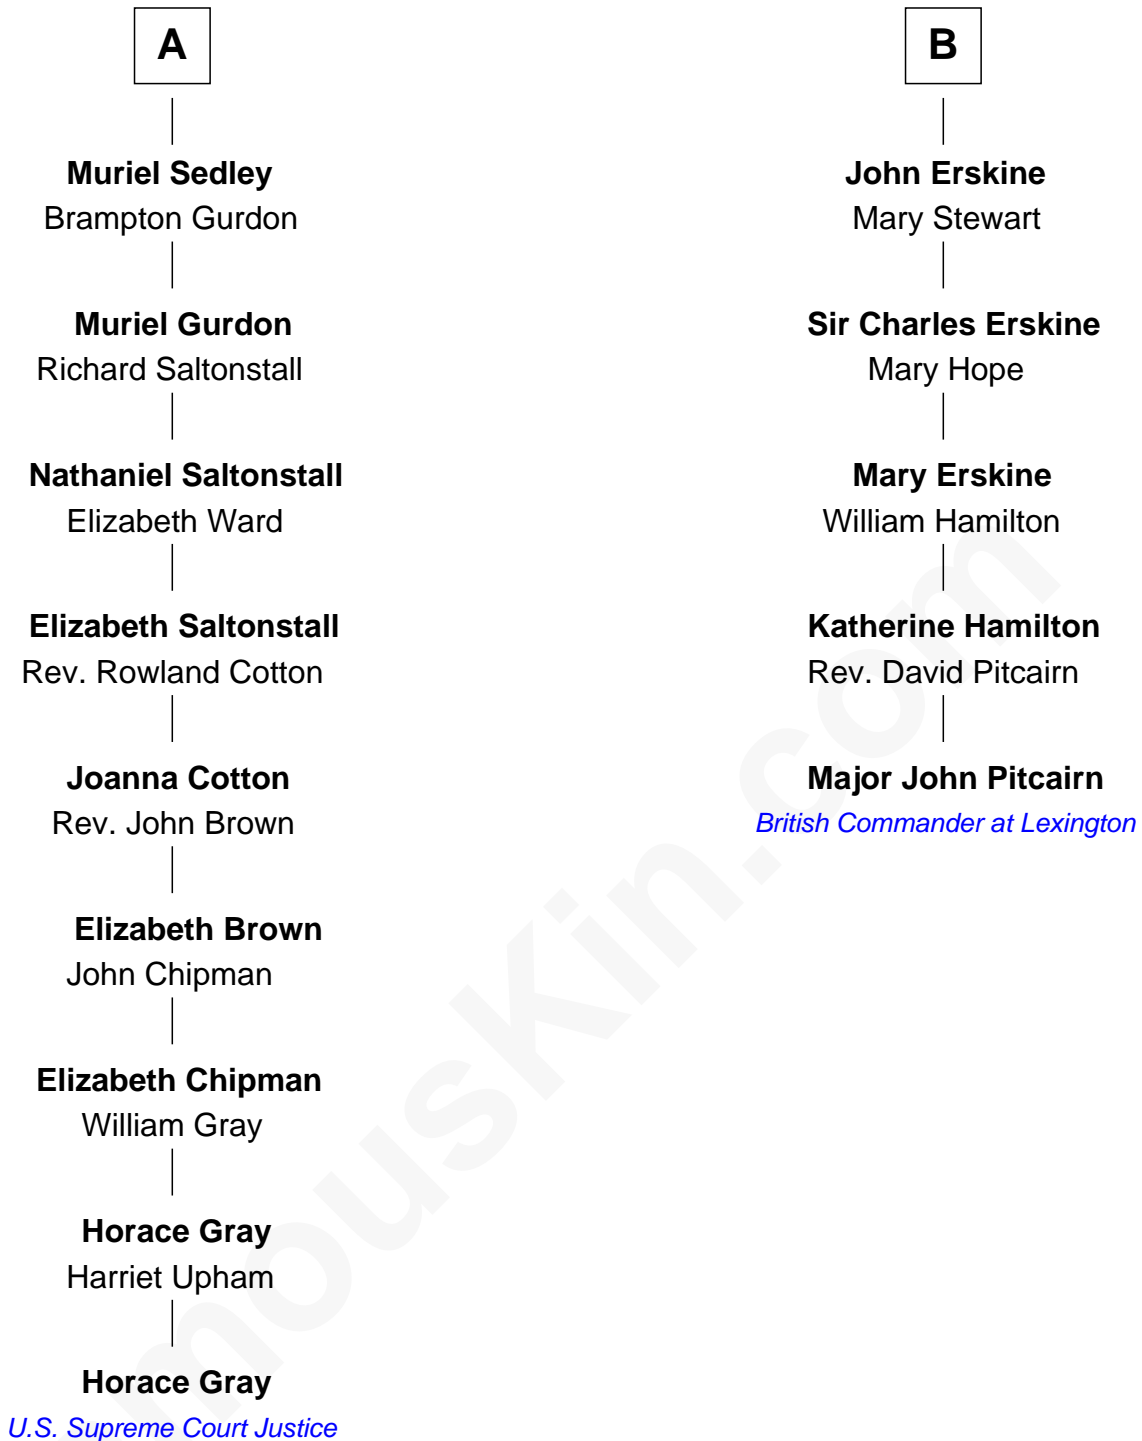 A
Muriel Sedley
Brampton Gurdon
Muriel Gurdon
Richard Saltonstall
Nathaniel Saltonstall
Elizabeth Ward
Elizabeth Saltonstall
Rev. Rowland Cotton
Joanna Cotton
Rev. John Brown
Elizabeth Brown
John Chipman
Elizabeth Chipman
William Gray
Horace Gray
Harriet Upham
Horace Gray
U.S. Supreme Court Justice
B
John Erskine
Mary Stewart
Sir Charles Erskine
Mary Hope
Mary Erskine
William Hamilton
Katherine Hamilton
Rev. David Pitcairn
Major John Pitcairn
British Commander at Lexington
mouskin.com